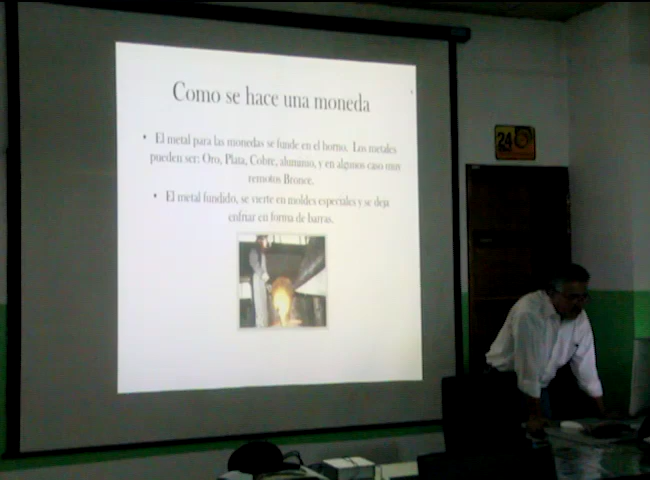 Como se hace una moneda
• El metal para las monedas se funde en el horno. Los metales
pueden ser: Oro, Plata, Cobre, aluminio, y en algunos caso muy
remotos Bronce.
• El metal fundido, se vierte en moldes especiales y se deja
enfriar en forma de barras.
24